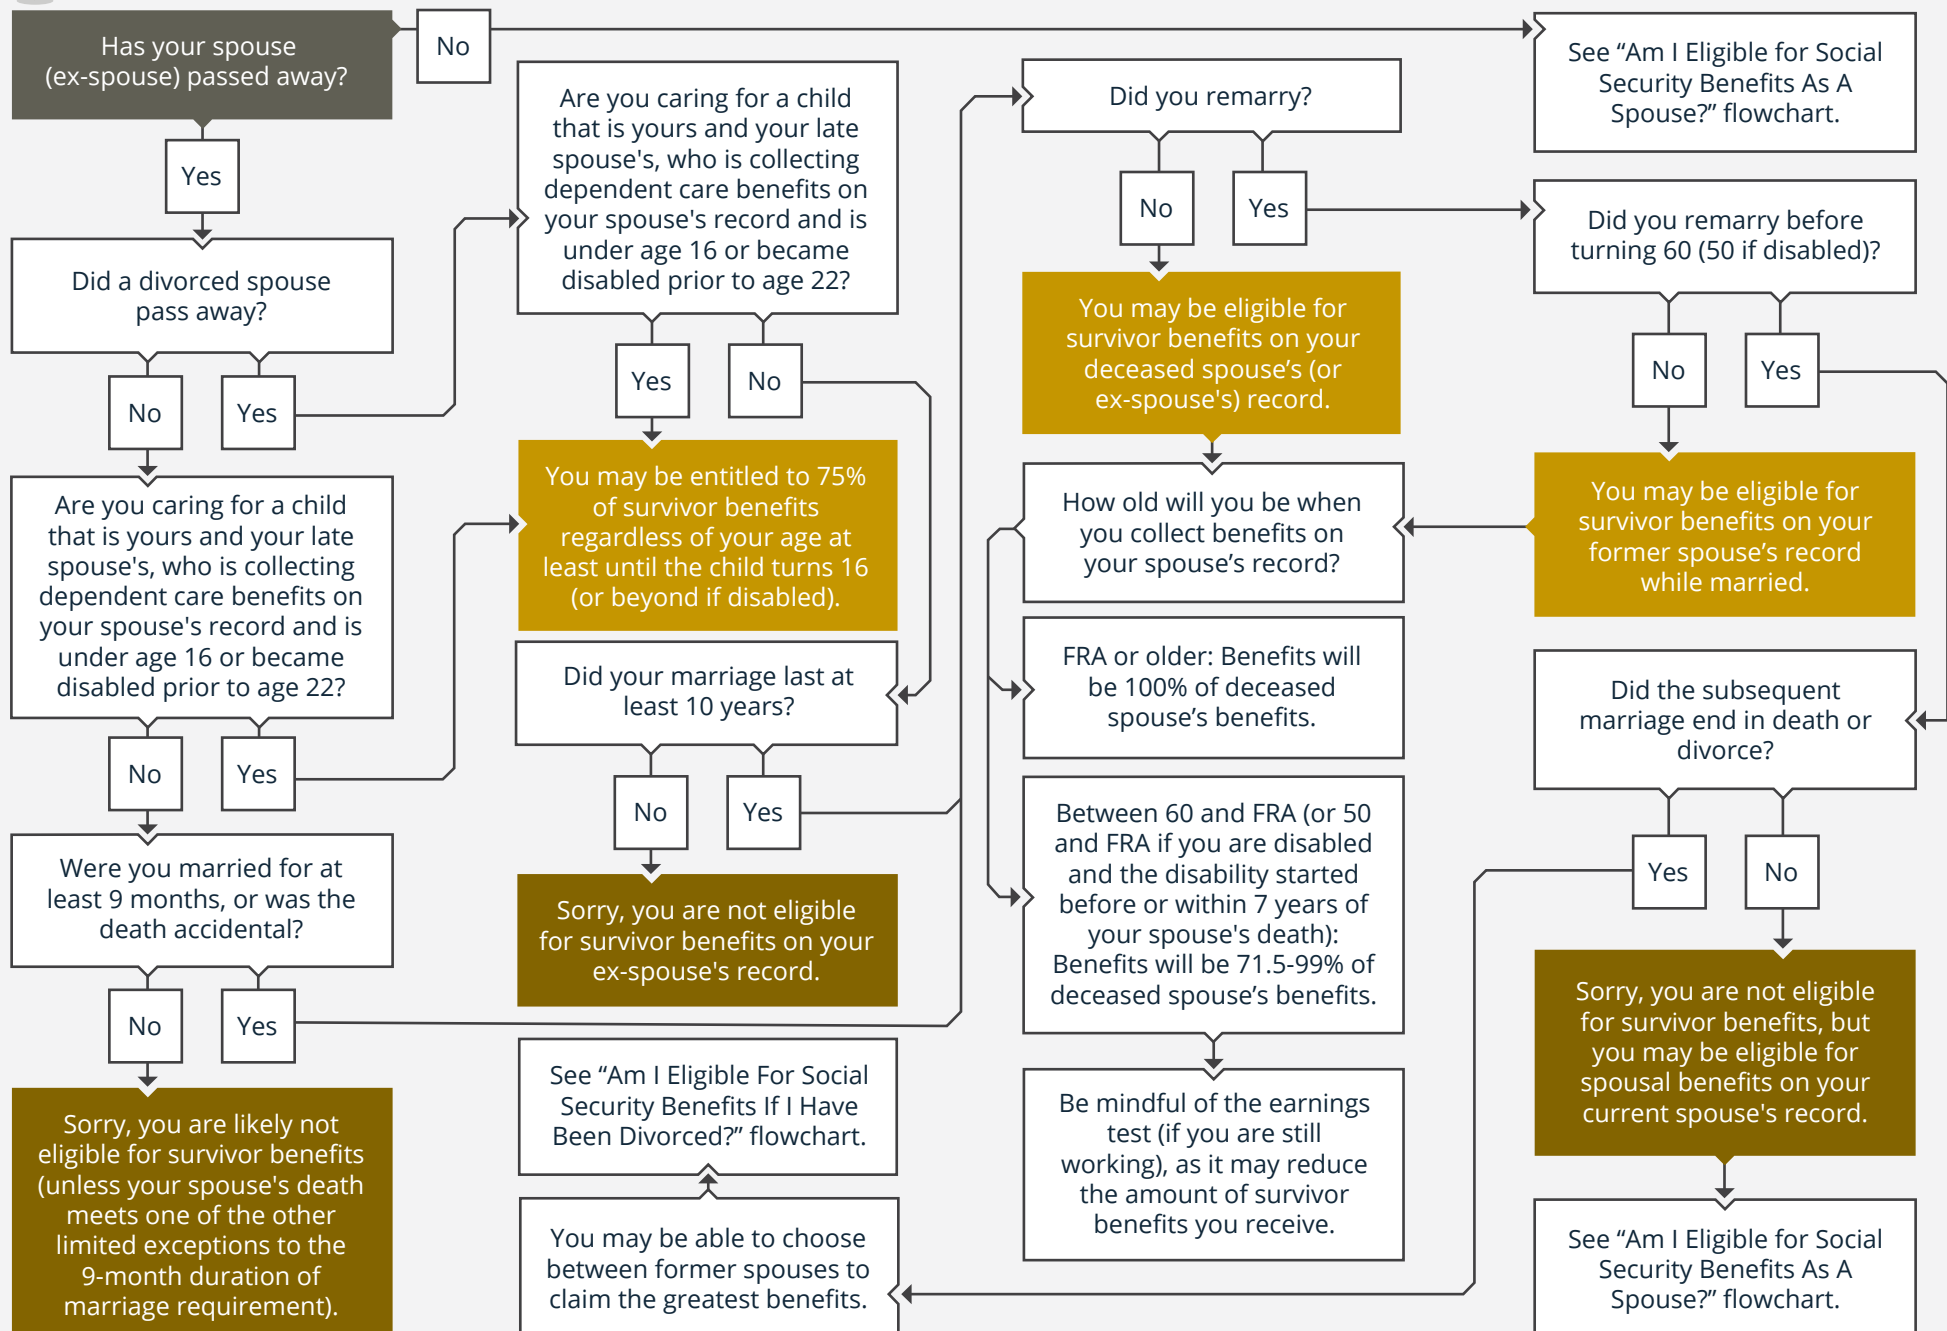 Has your spouse
(ex-spouse) passed away?
No
Yes
Did a divorced spouse
pass away?
No
Yes
Are you caring for a child
that is yours and your late
spouse's, who is collecting
dependent care benefits on
your spouse's record and is
under age 16 or became
disabled prior to age 22?
No
Yes
Were you married for at
least 9 months, or was the
death accidental?
No
Yes
Sorry, you are likely not
eligible for survivor benefits
(unless your spouse's death
meets one of the other
limited exceptions to the
9-month duration of
marriage requirement).
Are you caring for a child
that is yours and your late
spouse's, who is collecting
dependent care benefits on
your spouse's record and is
under age 16 or became
disabled prior to age 22?
Yes
No
You may be entitled to 75%
of survivor benefits
regardless of your age at
least until the child turns 16
(or beyond if disabled).
Did your marriage last at
least 10 years?
No
Yes
Sorry, you are not eligible
for survivor benefits on your
ex-spouse's record.
See “Am I Eligible For Social
Security Benefits If I Have
Been Divorced?” flowchart.
You may be able to choose
between former spouses to
claim the greatest benefits.
Did you remarry?
No
Yes
You may be eligible for
survivor benefits on your
deceased spouse’s (or
ex-spouse's) record.
How old will you be when
you collect benefits on
your spouse’s record?
FRA or older: Benefits will
be 100% of deceased
spouse’s benefits.
Between 60 and FRA (or 50
and FRA if you are disabled
and the disability started
before or within 7 years of
your spouse's death):
Benefits will be 71.5-99% of
deceased spouse’s benefits.
Be mindful of the earnings
test (if you are still
working), as it may reduce
the amount of survivor
benefits you receive.
See “Am I Eligible for Social
Security Benefits As A
Spouse?” flowchart.
Did you remarry before
turning 60 (50 if disabled)?
No
Yes
You may be eligible for
survivor benefits on your
former spouse’s record
while married.
Did the subsequent
marriage end in death or
divorce?
Yes
No
Sorry, you are not eligible
for survivor benefits, but
you may be eligible for
spousal benefits on your
current spouse's record.
See “Am I Eligible for Social
Security Benefits As A
Spouse?” flowchart.